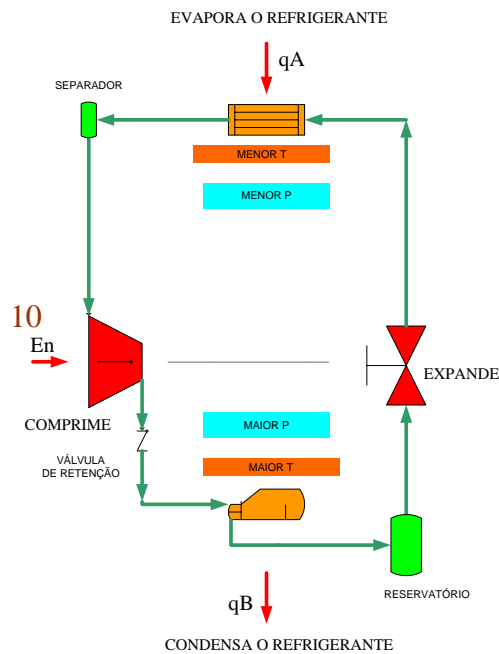 EVAPORA O REFRIGERANTE
qA
SEPARADOR
MENOR T
MENOR P
10
En
EXPANDE
COMPRIME
MAIOR P
VÁLVULA
DE RETENÇÃO
MAIOR T
RESERVATÓRIO
qB
CONDENSA O REFRIGERANTE